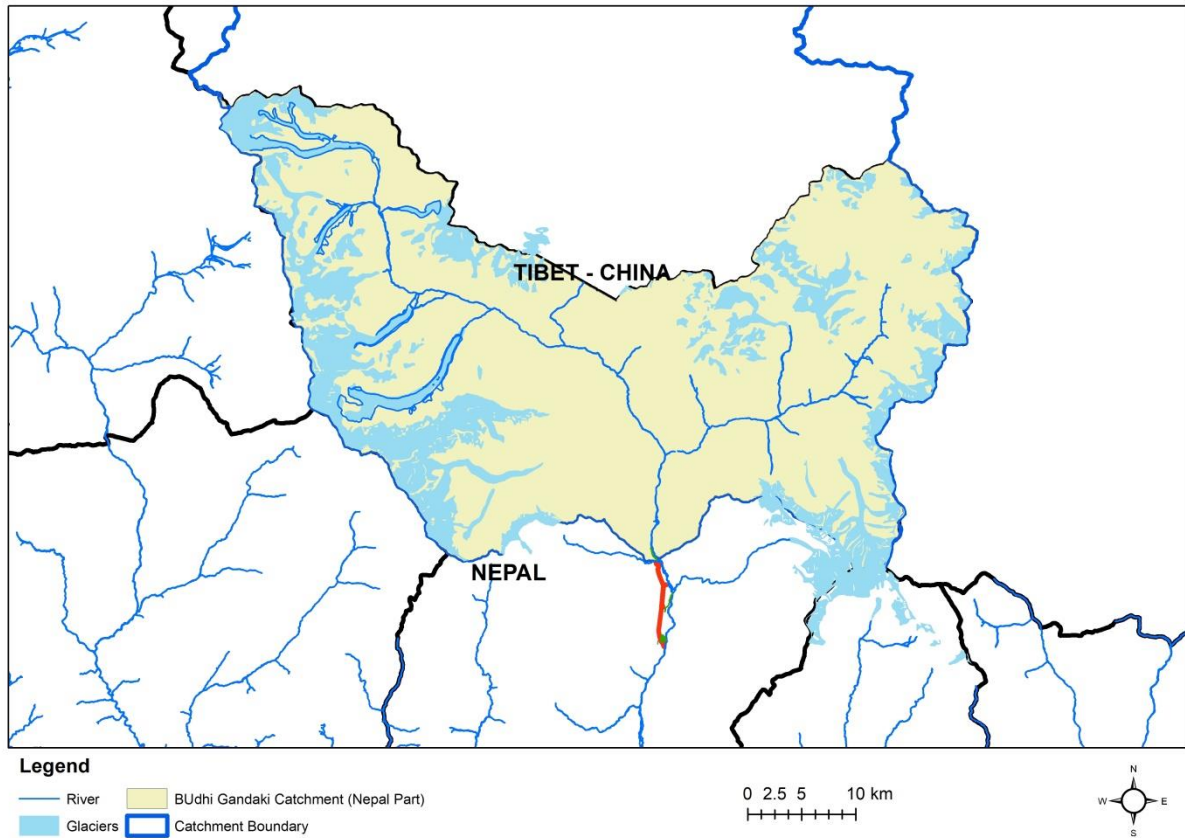 TIBET - CHINA
NEPAL
Legend
River
BUdhi Gandaki Catchment (Nepal Part)
Glaciers
Catchment Boundary
0 2.5 5 10 km
N
W E
S